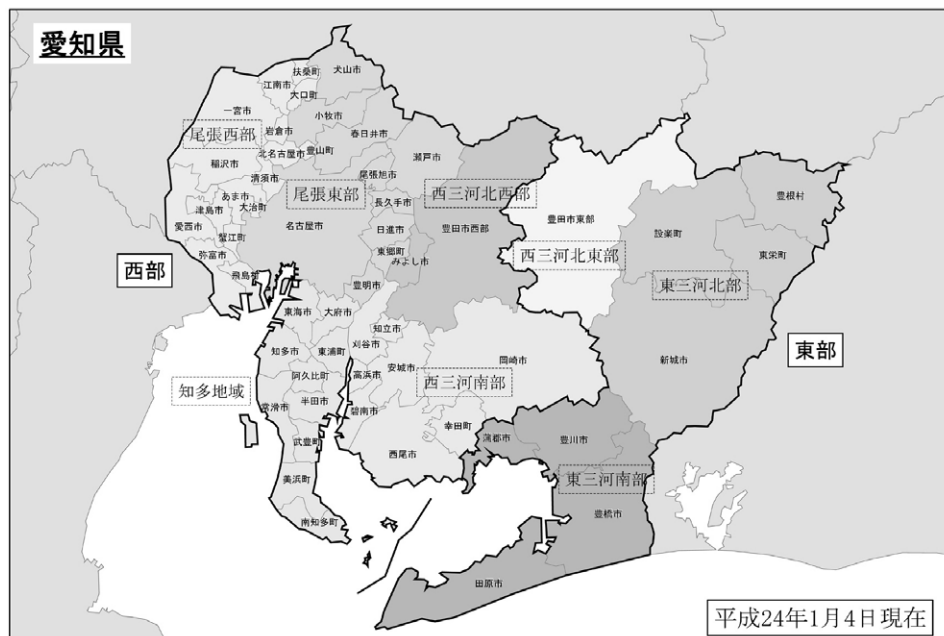 愛知県
扶桑町
犬山市
江南市
大口町
一宮市
小牧市
岩倉市
春日井市
尾張西部
北名古屋市
豊山町
瀬戸市
稲沢市
清須市
尾張旭市
豊根村
あま市
尾張東部
西三河北西部
津島市
大治町
長久手市
豊田市東部
愛西市
名古屋市
日進市
豊田市西部
設楽町
蟹江町
弥富市
東郷町
西三河北東部
東栄町
みよし市
西部
飛島村
豊明市
東三河北部
東海市
大府市
知立市
知多市
東浦町
刈谷市
岡崎市
新城市
東部
安城市
阿久比町
高浜市
西三河南部
知多地域
常滑市
半田市
碧南市
幸田町
武豊町
蒲郡市
豊川市
西尾市
美浜町
東三河南部
南知多町
豊橋市
田原市
平成24年1月4日現在